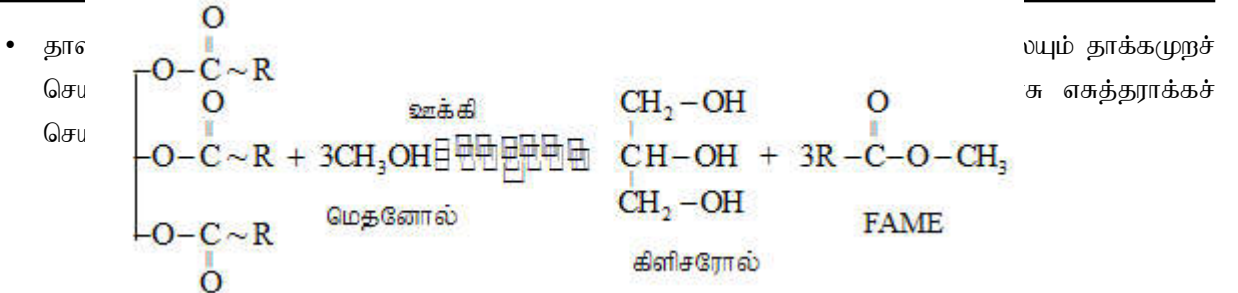 O
• யும் தாக்கமுறச்
–O–C~R
O ஊக்கி CH₂–OH O சு எசுத்தராக்கச்
–O–C~R + 3CH₃OH CH–OH + 3R–C–O–CH₃
மெதனோல் CH₂–OH FAME
–O–C~R
O கிளிசரோல்